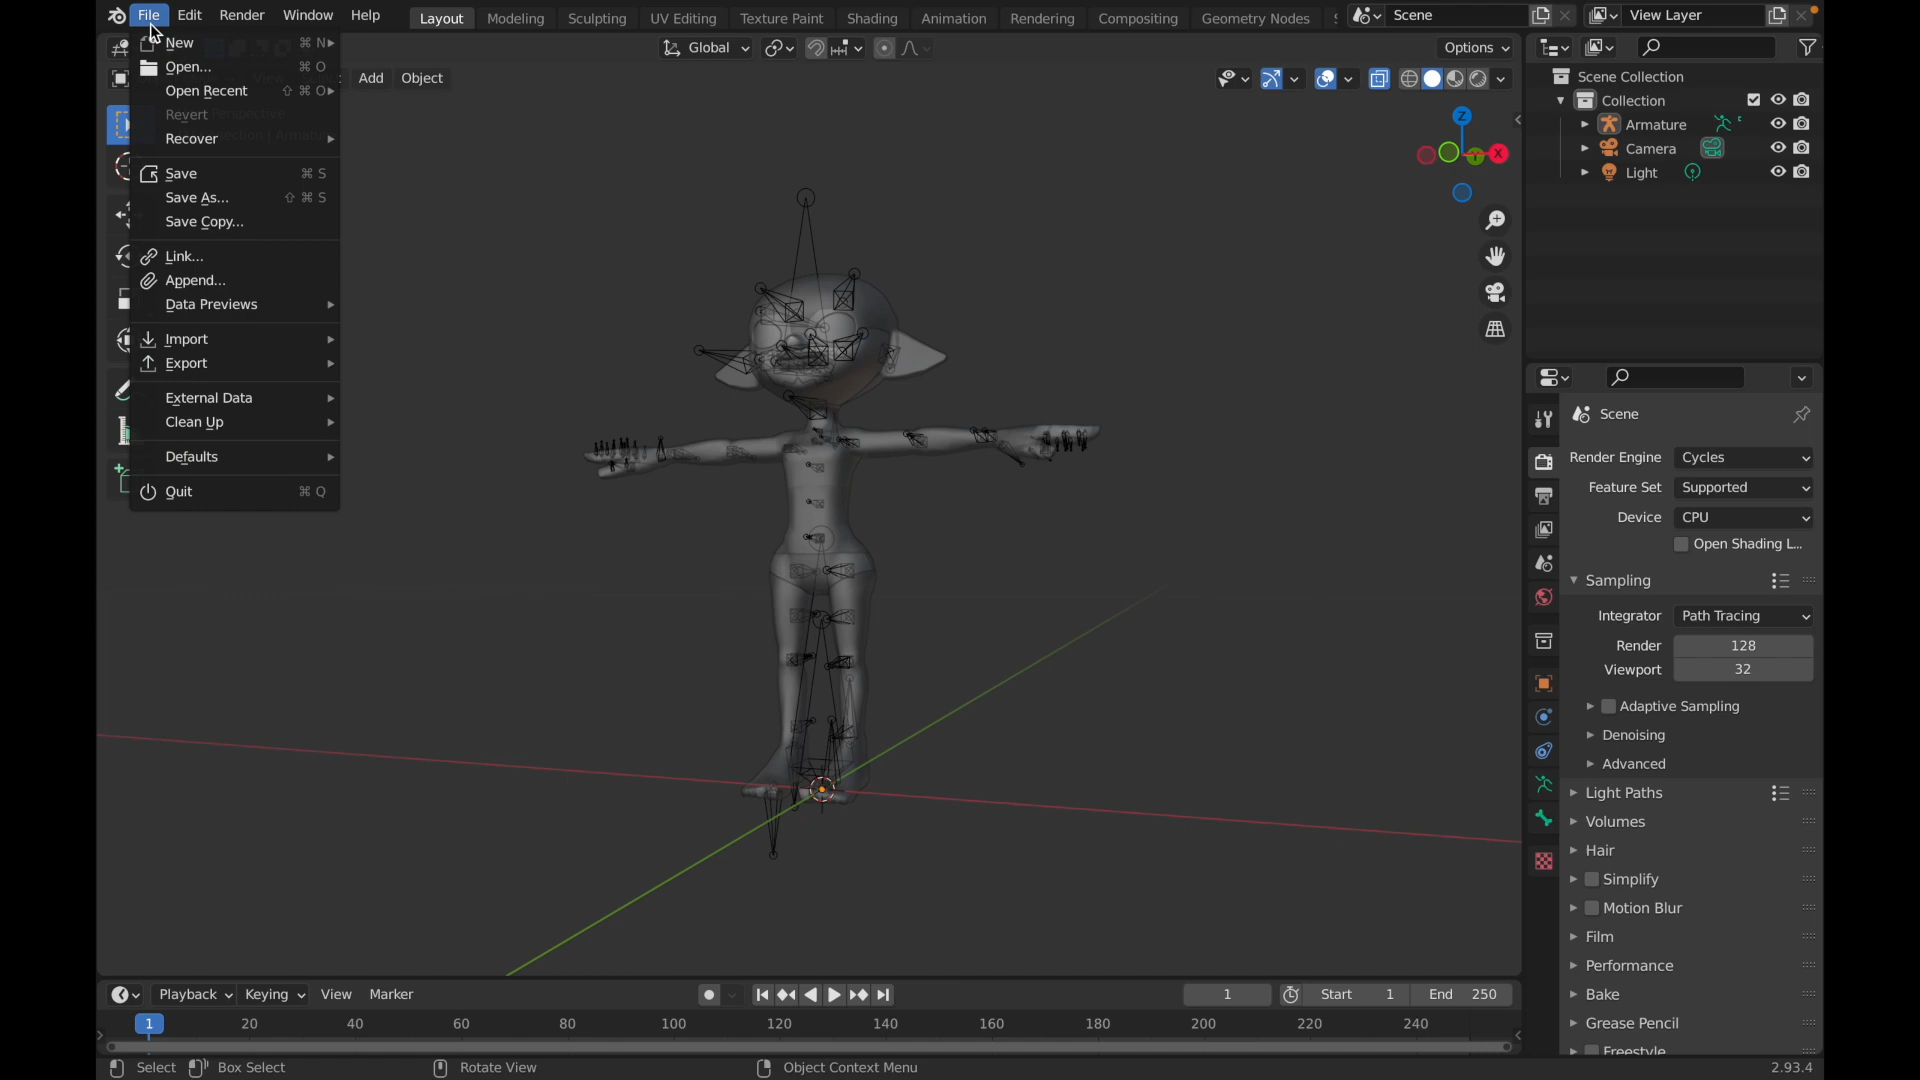 File Edit Render Window Help Layout Modeling Sculpting UV Editing Texture Paint Shading Animation Rendering Compositing Geometry Nodes Scene View Layer
Global Options
Add Object
New ⌘ N
Open... ⌘ O
Open Recent ⇧ ⌘ O
Revert
Recover
Save ⌘ S
Save As... ⇧ ⌘ S
Save Copy...
Link...
Append...
Data Previews
Import
Export
External Data
Clean Up
Defaults
Quit ⌘ Q
Z
X
Y
Scene Collection
Collection
Armature
Camera
Light
Scene
Render Engine Cycles
Feature Set Supported
Device CPU
Open Shading L...
Sampling
Integrator Path Tracing
Render 128
Viewport 32
Adaptive Sampling
Denoising
Advanced
Light Paths
Volumes
Hair
Simplify
Motion Blur
Film
Performance
Bake
Grease Pencil
Freestyle
Playback Keying View Marker 1 Start 1 End 250
1 20 40 60 80 100 120 140 160 180 200 220 240
Select Box Select Rotate View Object Context Menu 2.93.4